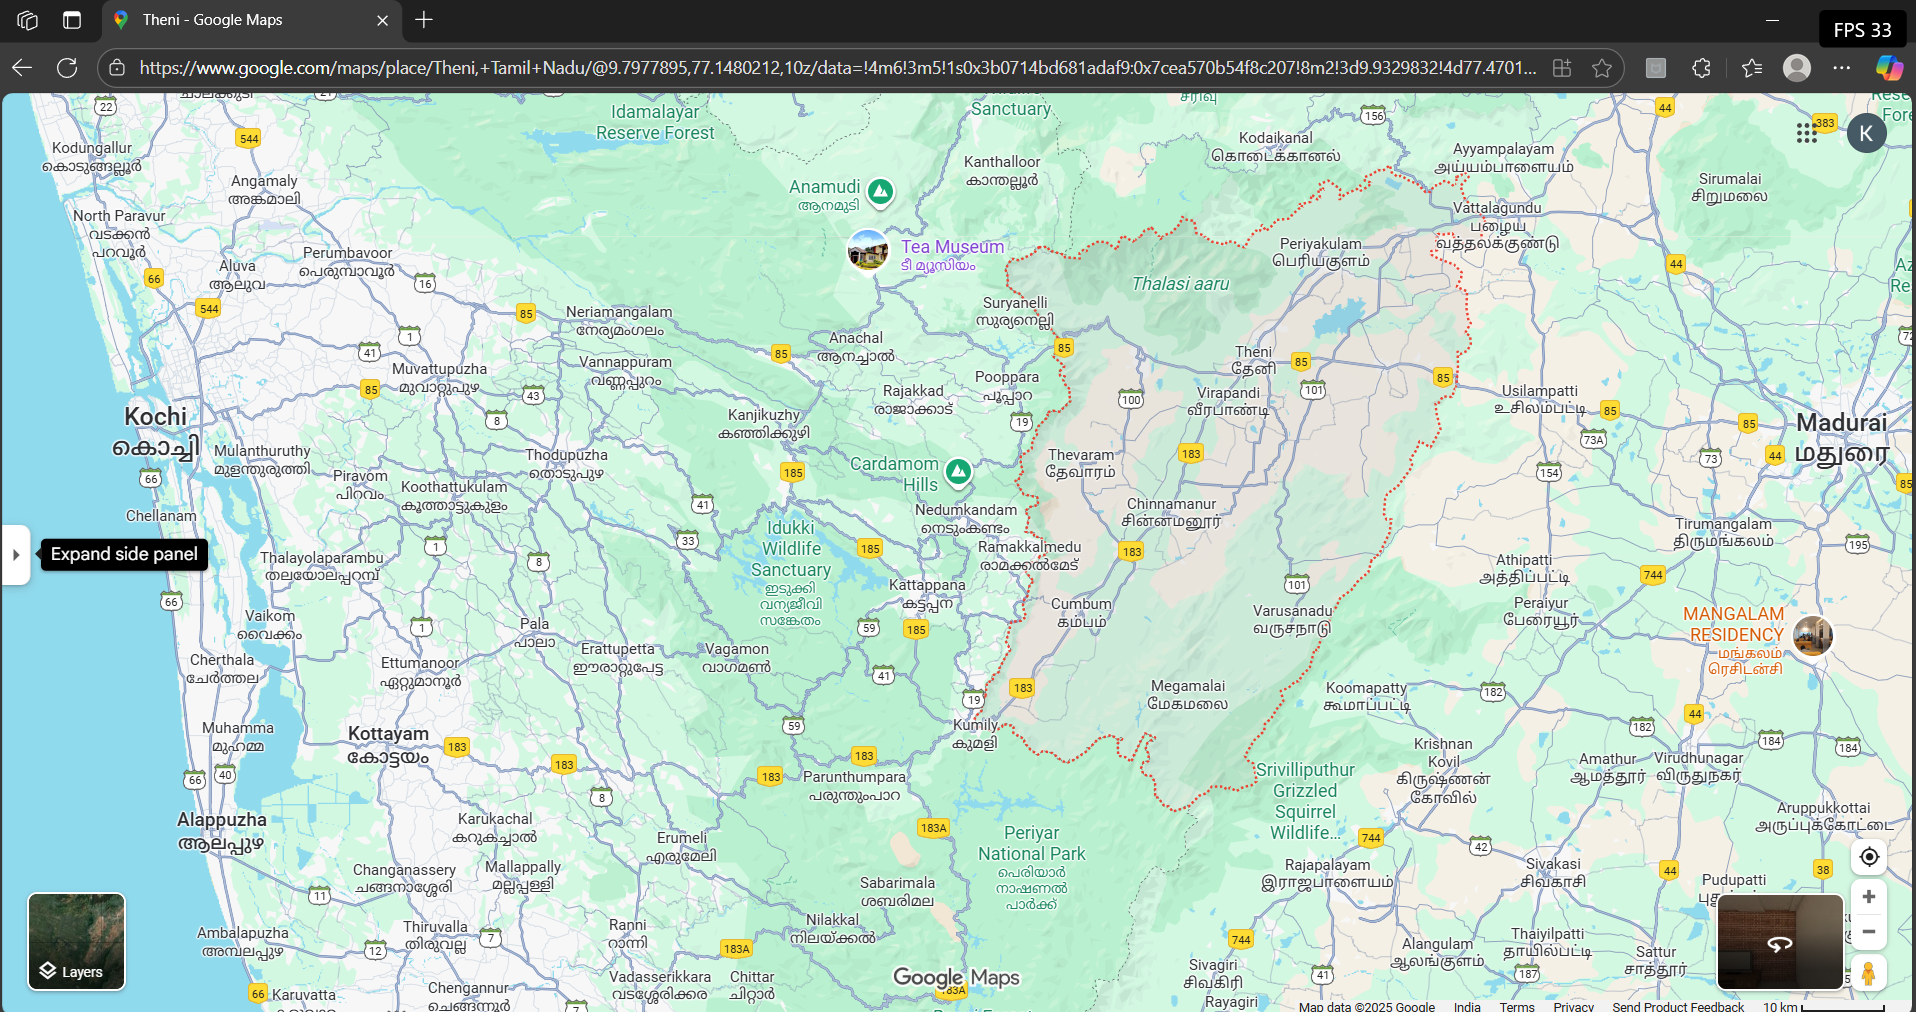 Theni - Google Maps
FPS 33
https://www.google.com/maps/place/Theni,+Tamil+Nadu/@9.7977895,77.1480212,10z/data=!4m6!3m5!1s0x3b0714bd681adaf9:0x7cea570b54f8c207!8m2!3d9.9329832!4d77.4701...
K
Expand side panel
Layers
Idamalayar
Reserve Forest
Sanctuary
Kodaikanal
கொடைக்கானல்
Ayyampalayam
அய்யம்பாளையம்
Sirumalai
சிறுமலை
Kodungallur
കൊടുങ്ങല്ലൂർ
Angamaly
അങ്കമാലി
Kanthalloor
കാന്തല്ലൂർ
Anamudi
ആനമുടി
North Paravur
വടക്കൻ
പറവൂർ
Vattalagundu
பழைய
வத்தலக்குண்டு
Tea Museum
ടീ മ്യൂസിയം
Periyakulam
பெரியகுளம்
Perumbavoor
പെരുമ്പാവൂർ
Aluva
ആലുവ
Thalasi aaru
Neriamangalam
നേര്യമംഗലം
Suryanelli
സൂര്യനെല്ലി
Anachal
ആനച്ചാൽ
Theni
தேனி
Muvattupuzha
മൂവാറ്റുപുഴ
Vannappuram
വണ്ണപ്പുറം
Rajakkad
രാജാക്കാട്
Pooppara
പൂപ്പാറ
Virapandi
வீரபாண்டி
Usilampatti
உசிலம்பட்டி
Kochi
കൊച്ചി
Kanjikuzhy
കഞ്ഞിക്കുഴി
Madurai
மதுரை
Mulanthuruthy
മുളന്തുരുത്തി
Thodupuzha
തൊടുപുഴ
Piravom
പിറവം
Koothattukulam
കൂത്താട്ടുകുളം
Cardamom
Hills
Thevaram
தேவாரம்
Chinnamanur
சின்னமனூர்
Chellanam
Nedumkandam
നെടുംകണ്ടം
Idukki
Wildlife
Sanctuary
ഇടുക്കി
വന്യജീവി
സങ്കേതം
Ramakkalmedu
രാമക്കൽമേട്
Tirumangalam
திருமங்கலம்
Thalayolaparambu
തലയോലപ്പറമ്പ്
Athipatti
அத்திப்பட்டி
Kattappana
കട്ടപ്പന
Cumbum
கம்பம்
Varusanadu
வருசநாடு
Peraiyur
பேரையூர்
Vaikom
വൈക്കം
Pala
പാലാ
MANGALAM
RESIDENCY
மங்கலம்
ரெசிடன்சி
Cherthala
ചേർത്തല
Ettumanoor
ഏറ്റുമാനൂർ
Erattupetta
ഈരാറ്റുപേട്ട
Vagamon
വാഗമൺ
Megamalai
மேகமலை
Koomapatty
கூமாப்பட்டி
Muhamma
മുഹമ്മ
Kottayam
കോട്ടയം
Kumily
കുമളി
Krishnan
Kovil
கிருஷ்ணன்
கோவில்
Amathur
ஆமத்தூர்
Virudhunagar
விருதுநகர்
Parunthumpara
പരുന്തുംപാറ
Srivilliputhur
Grizzled
Squirrel
Wildlife...
Aruppukkottai
அருப்புக்கோட்டை
Alappuzha
ആലപ്പുഴ
Karukachal
കറുകച്ചാൽ
Erumeli
എരുമേലി
Periyar
National Park
പെരിയാർ
നാഷണൽ
പാർക്ക്
Rajapalayam
இராஜபாளையம்
Sivakasi
சிவகாசி
Pudupatti
Changanassery
ചങ്ങനാശ്ശേരി
Mallappally
മല്ലപ്പള്ളി
Sabarimala
ശബരിമല
Ambalapuzha
അമ്പലപ്പുഴ
Thiruvalla
തിരുവല്ല
Ranni
റാന്നി
Nilakkal
നിലയ്ക്കൽ
Alangulam
ஆலங்குளம்
Thaiyilpatti
தாயில்பட்டி
Sattur
சாத்தூர்
Karuvatta
Chengannur
ചെങ്ങന്നൂർ
Vadasserikkara
വടശ്ശേരിക്കര
Chittar
ചിറ്റാർ
Sivagiri
சிவகிரி
Rayagiri
Google Maps
Map data ©2025 Google India Terms Privacy Send Product Feedback 10 km